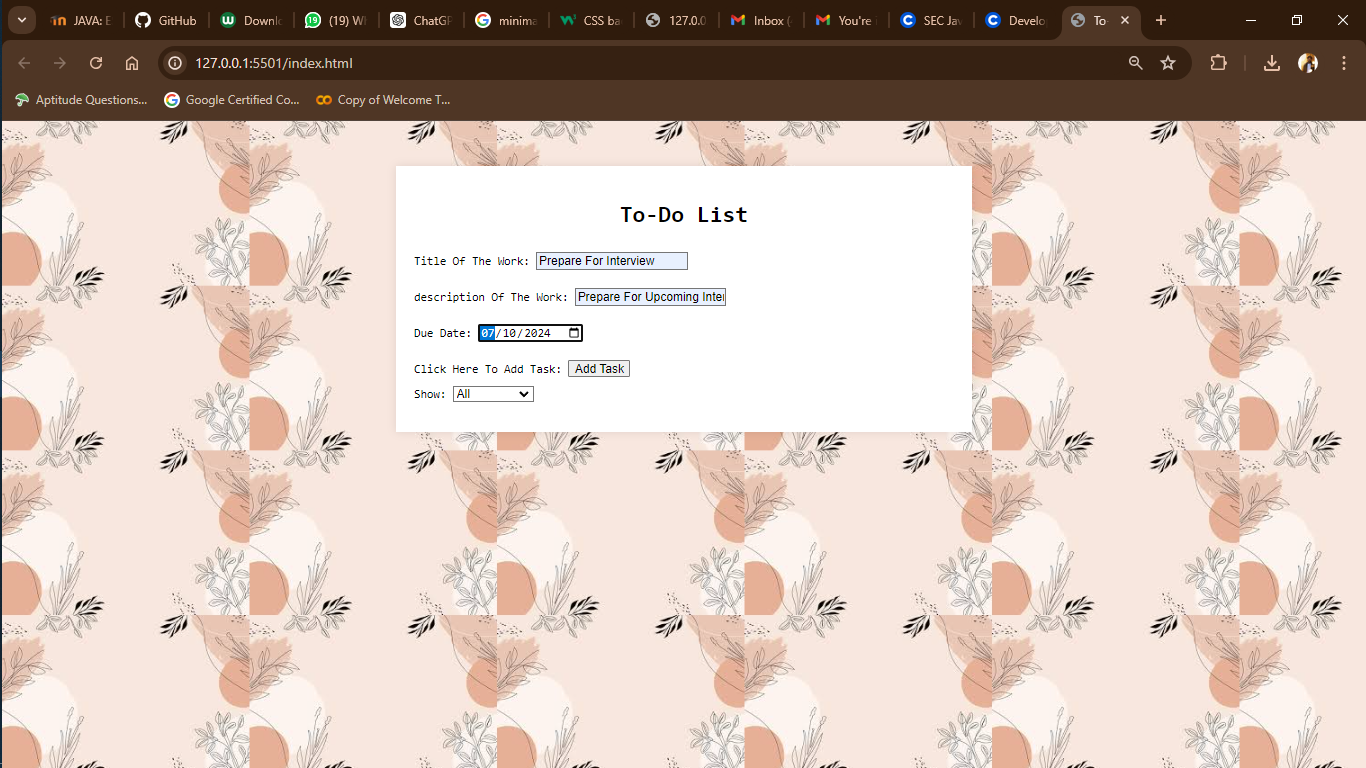 JAVA: E
GitHub
Downlo
(19) Wh
ChatGP
minima
CSS bac
127.0.0
Inbox (
You're i
SEC Jav
Develo
To-
127.0.0.1:5501/index.html
Aptitude Questions...
Google Certified Co...
Copy of Welcome T...
To-Do List
Title Of The Work: Prepare For Interview
description Of The Work: Prepare For Upcoming Inter
Due Date: 07/10/2024
Click Here To Add Task: Add Task
Show: All